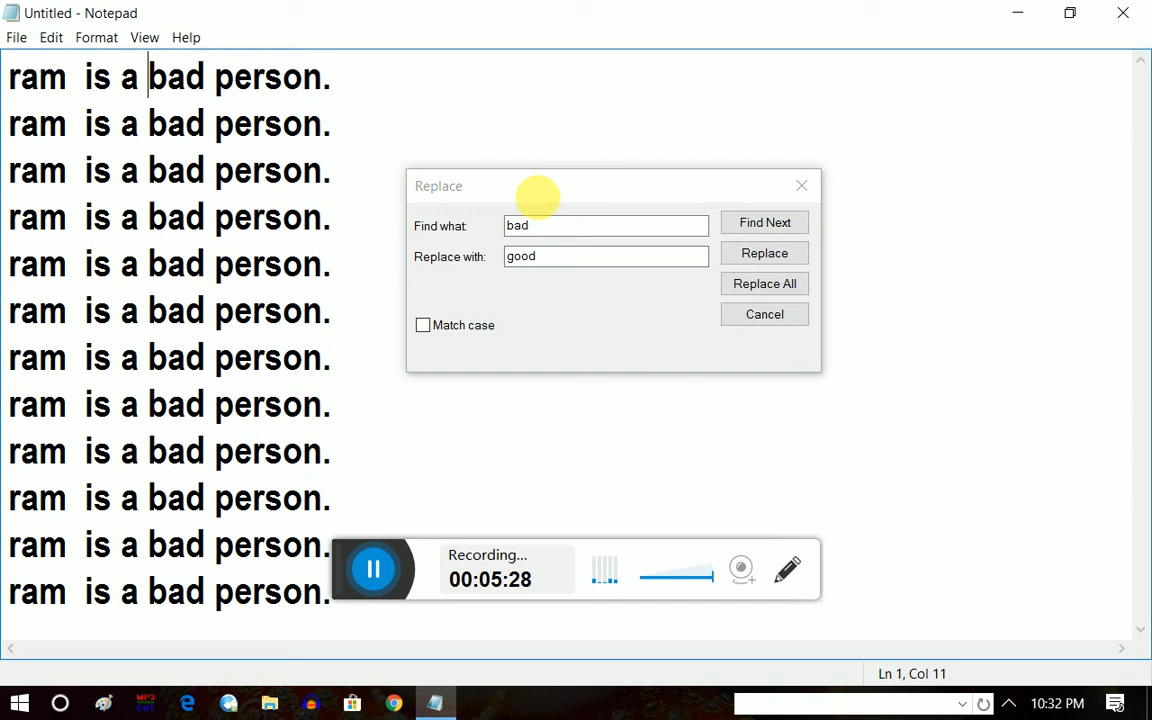 Untitled - Notepad
File Edit Format View Help
ram  is a bad person.
ram  is a bad person.
ram  is a bad person.
ram  is a bad person.
ram  is a bad person.
ram  is a bad person.
ram  is a bad person.
ram  is a bad person.
ram  is a bad person.
ram  is a bad person.
ram  is a bad person.
ram  is a bad person.
Replace
Find what: bad Find Next
Replace with: good Replace
Replace All
Cancel
Match case
Recording...
00:05:28
Ln 1, Col 11
MP3 CUT
10:32 PM